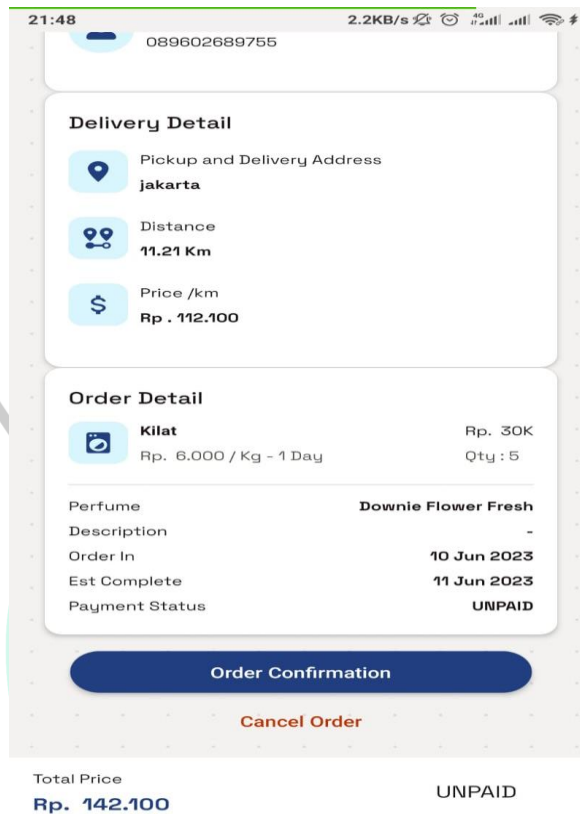 21:48
2.2KB/s
4G
089602689755
Delivery Detail
Pickup and Delivery Address
jakarta
Distance
11.21 Km
Price /km
Rp . 112.100
Order Detail
Kilat
Rp. 30K
Rp. 6.000 / Kg - 1 Day
Qty : 5
Perfume
Downie Flower Fresh
Description
-
Order In
10 Jun 2023
Est Complete
11 Jun 2023
Payment Status
UNPAID
Order Confirmation
Cancel Order
Total Price
UNPAID
Rp. 142.100